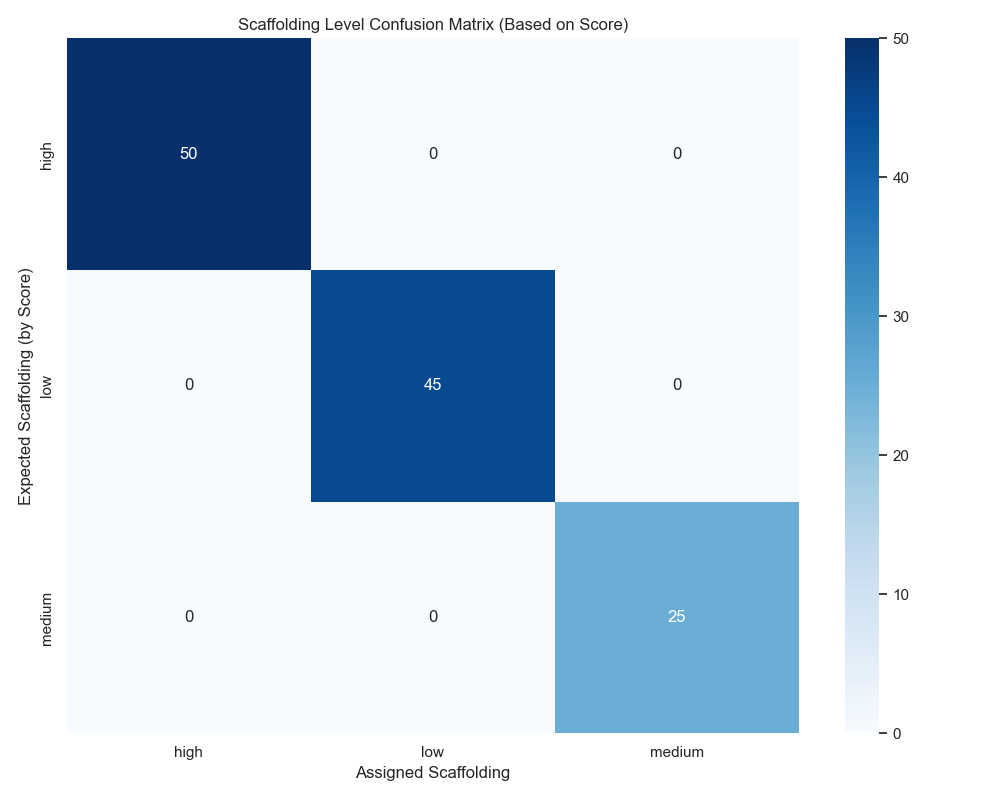 Scaffolding Level Confusion Matrix (Based on Score)
Expected Scaffolding (by Score)
high
50 0 0
low
0 45 0
medium
0 0 25
high low medium
Assigned Scaffolding
50
40
30
20
10
0